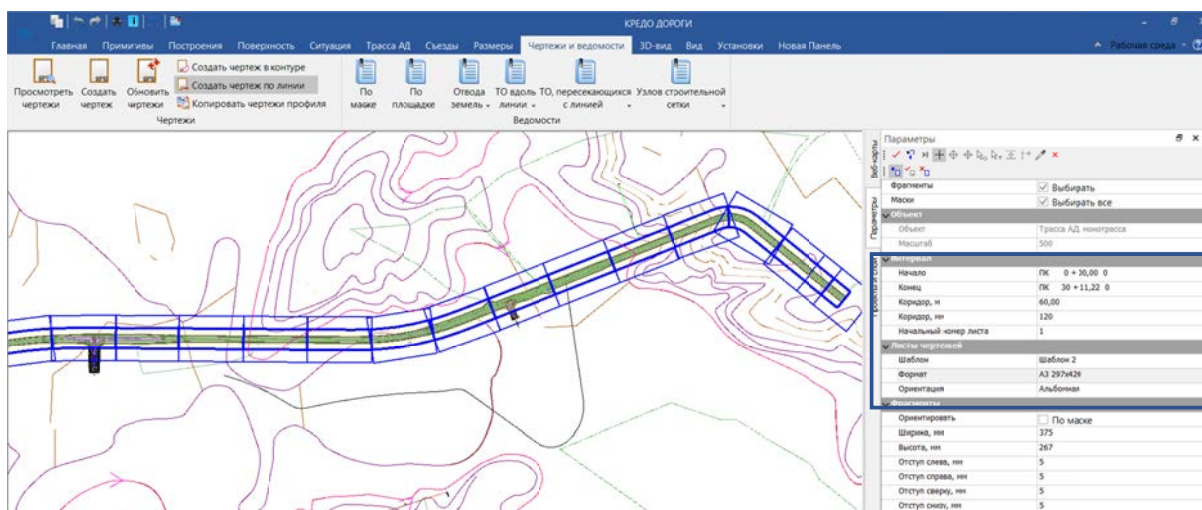 КРЕДО ДОРОГИ
Главная Примитивы Построения Поверхность Ситуация Трасса АД Съезды Размеры Чертежи и ведомости 3D-вид Вид Установки Новая Панель Рабочая среда
Просмотреть чертежи
Создать чертеж
Обновить чертежи
Создать чертеж в контуре
Создать чертеж по линии
Копировать чертежи профиля
По маске
По площадке
Отвода земель
ТО вдоль линии
ТО, пересекающихся с линией
Узлов строительной сетки
Чертежи
Ведомости
Веб-карты
Параметры
Параметры
Фрагменты Выбирать
Маски Выбирать все
Объект
Объект Трасса АД монотрасса
Масштаб 500
Интервал
Начало ПК 0 + 30,00 0
Конец ПК 30 + 11,22 0
Коридор, м 60,00
Коридор, мм 120
Начальный номер листа 1
Листы чертежей
Шаблон Шаблон 2
Формат А3 297x420
Ориентация Альбомная
Фрагменты
Ориентировать По маске
Ширина, мм 375
Высота, мм 267
Отступ слева, мм 5
Отступ справа, мм 5
Отступ сверху, мм 5
Отступ снизу, мм 5